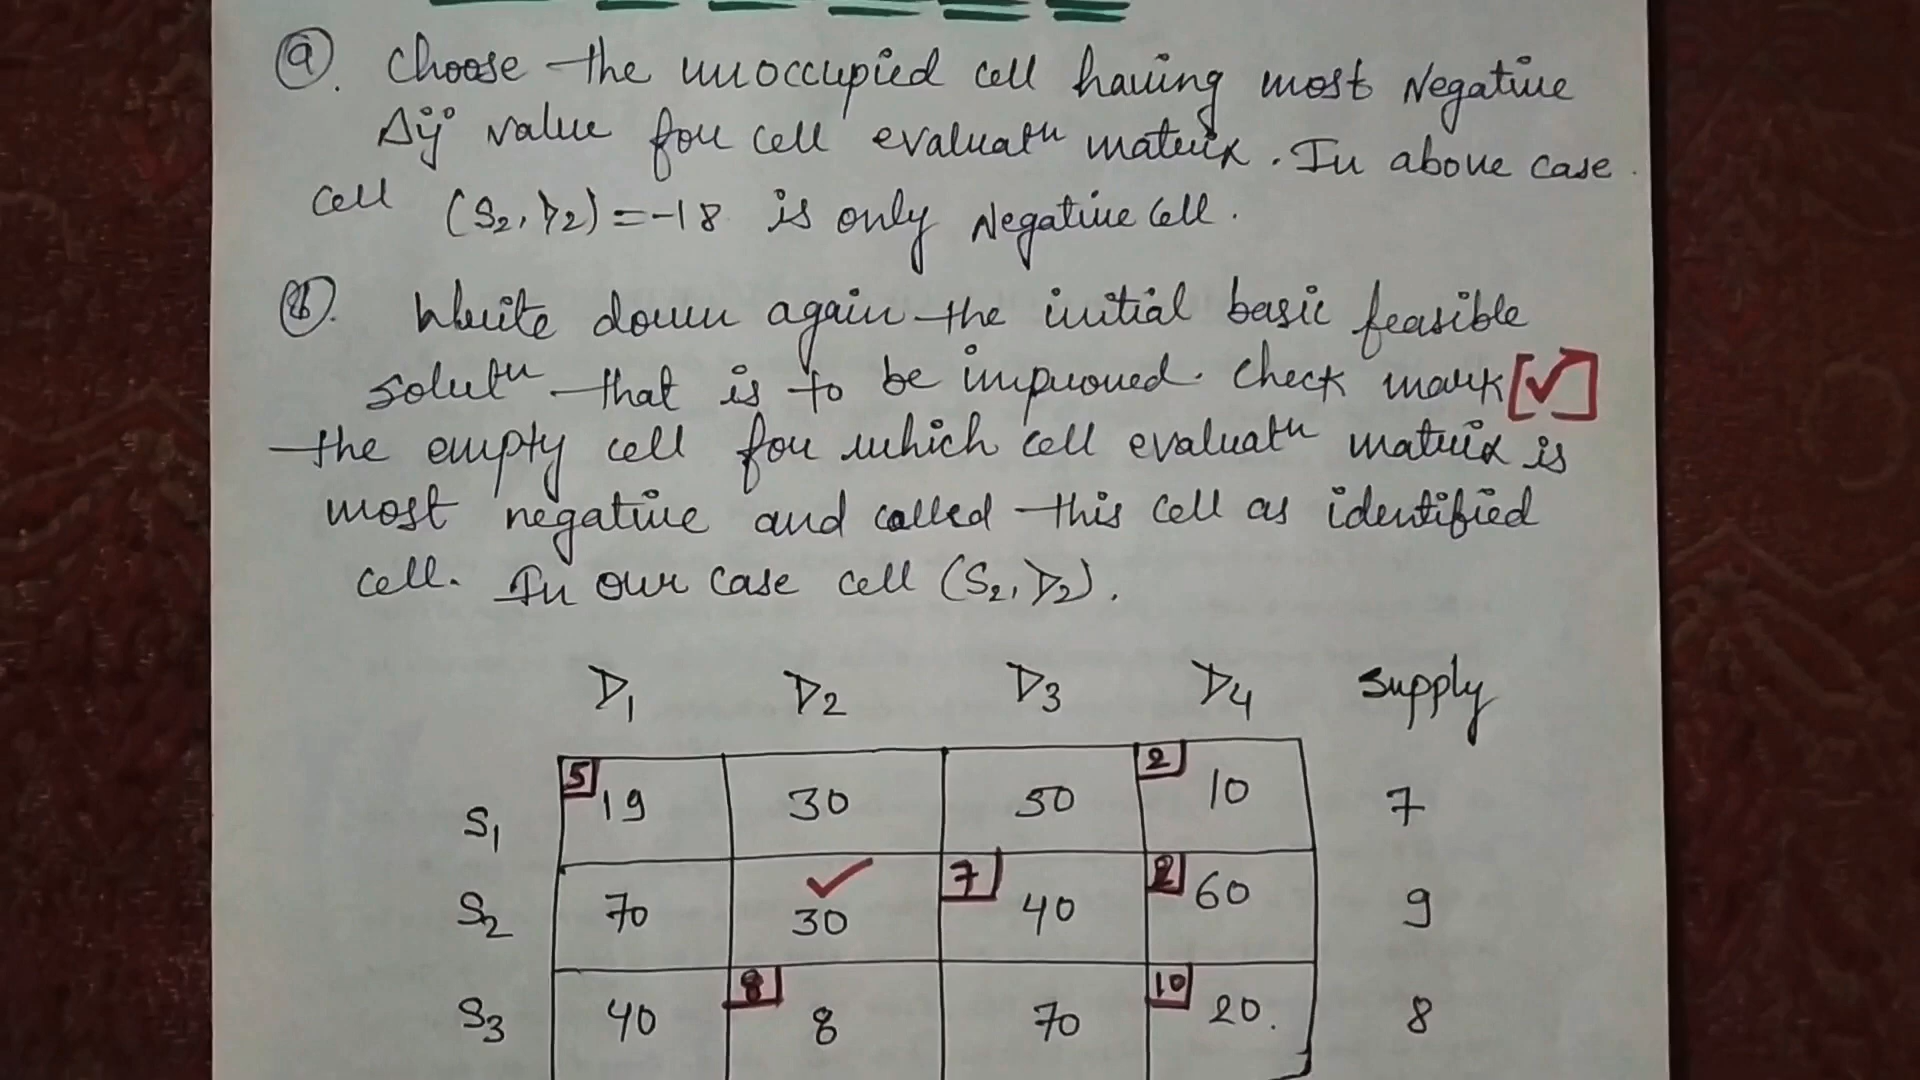 a. Choose the unoccupied cell having most Negative
Δij value for cell evaluatn matrix. In above case
cell (S2, D2) = -18 is only Negative cell.
b. Write down again the initial basic feasible
solutn that is to be improved. Check mark [✓]
the empty cell for which cell evaluatn matrix is
most negative and called this cell as identified
cell. In our case cell (S2, D2).
D1 D2 D3 D4 Supply
S1 5 19 30 50 2 10 7
S2 70 ✓ 30 7 40 2 60 9
S3 40 8 8 70 10 20. 8